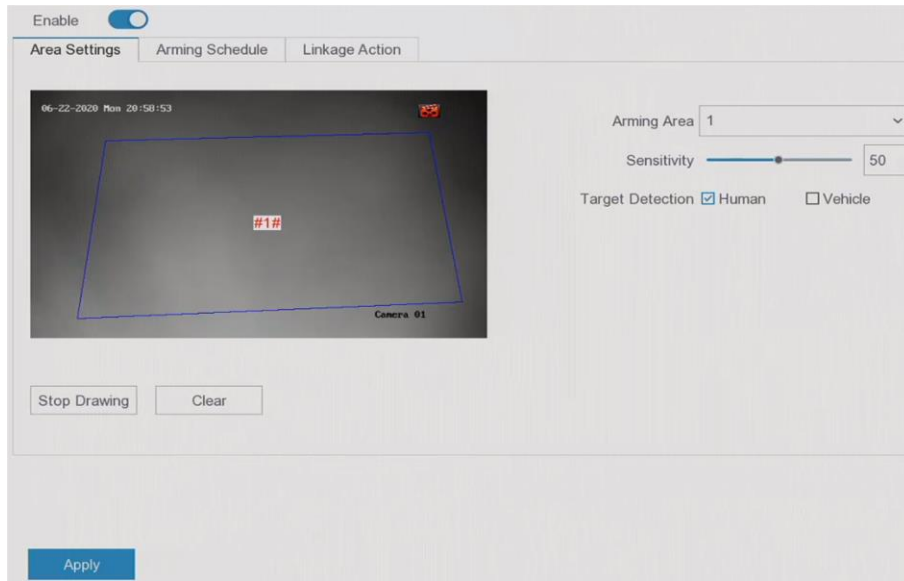 Enable
Area Settings
Arming Schedule
Linkage Action
06-22-2020 Mon 20:58:53
#1#
Camera 01
Arming Area 1
Sensitivity 50
Target Detection Human Vehicle
Stop Drawing
Clear
Apply